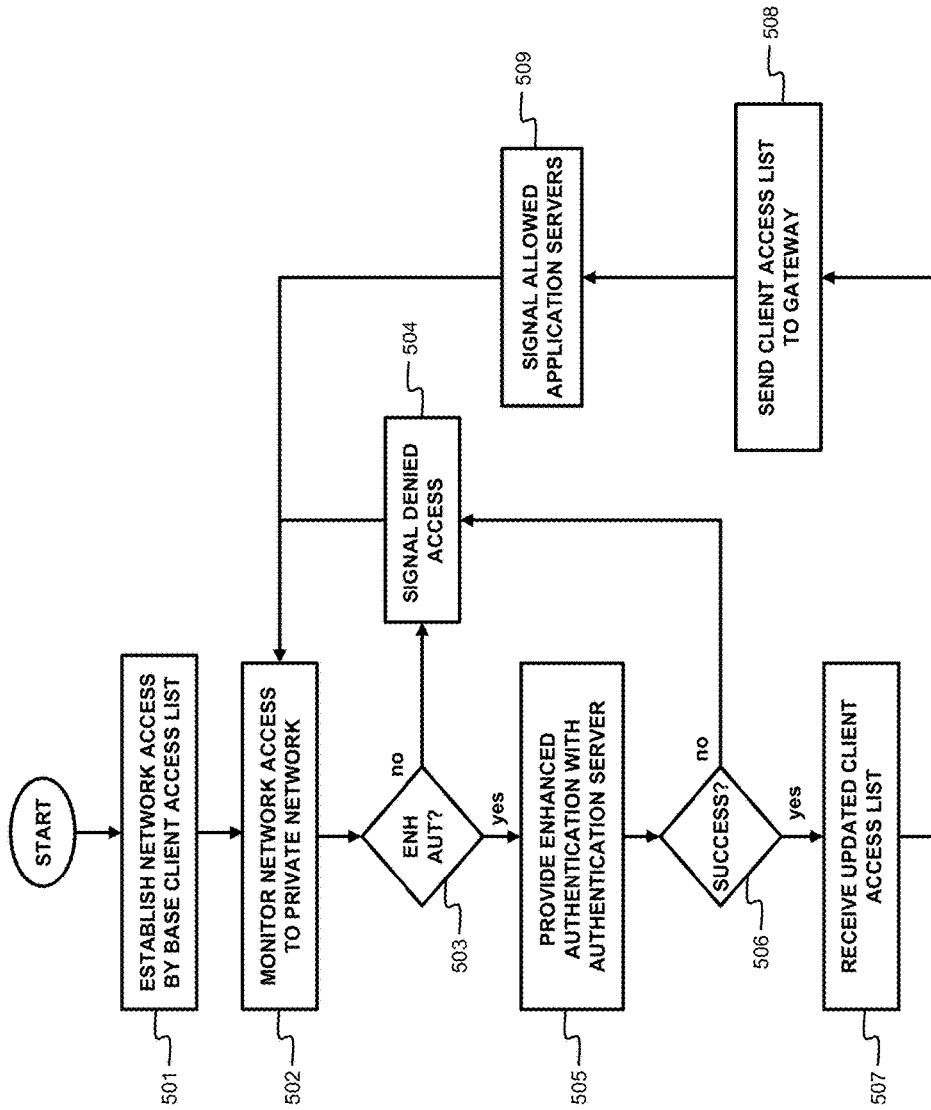 START
ESTABLISH NETWORK ACCESS
BY BASE CLIENT ACCESS LIST
501
MONITOR NETWORK ACCESS
TO PRIVATE NETWORK
502
ENH
AUT?
503
no
yes
SIGNAL DENIED
ACCESS
504
PROVIDE ENHANCED
AUTHENTICATION WITH
AUTHENTICATION SERVER
505
SUCCESS?
506
no
yes
RECEIVE UPDATED CLIENT
ACCESS LIST
507
SEND CLIENT ACCESS LIST
TO GATEWAY
508
SIGNAL ALLOWED
APPLICATION SERVERS
509